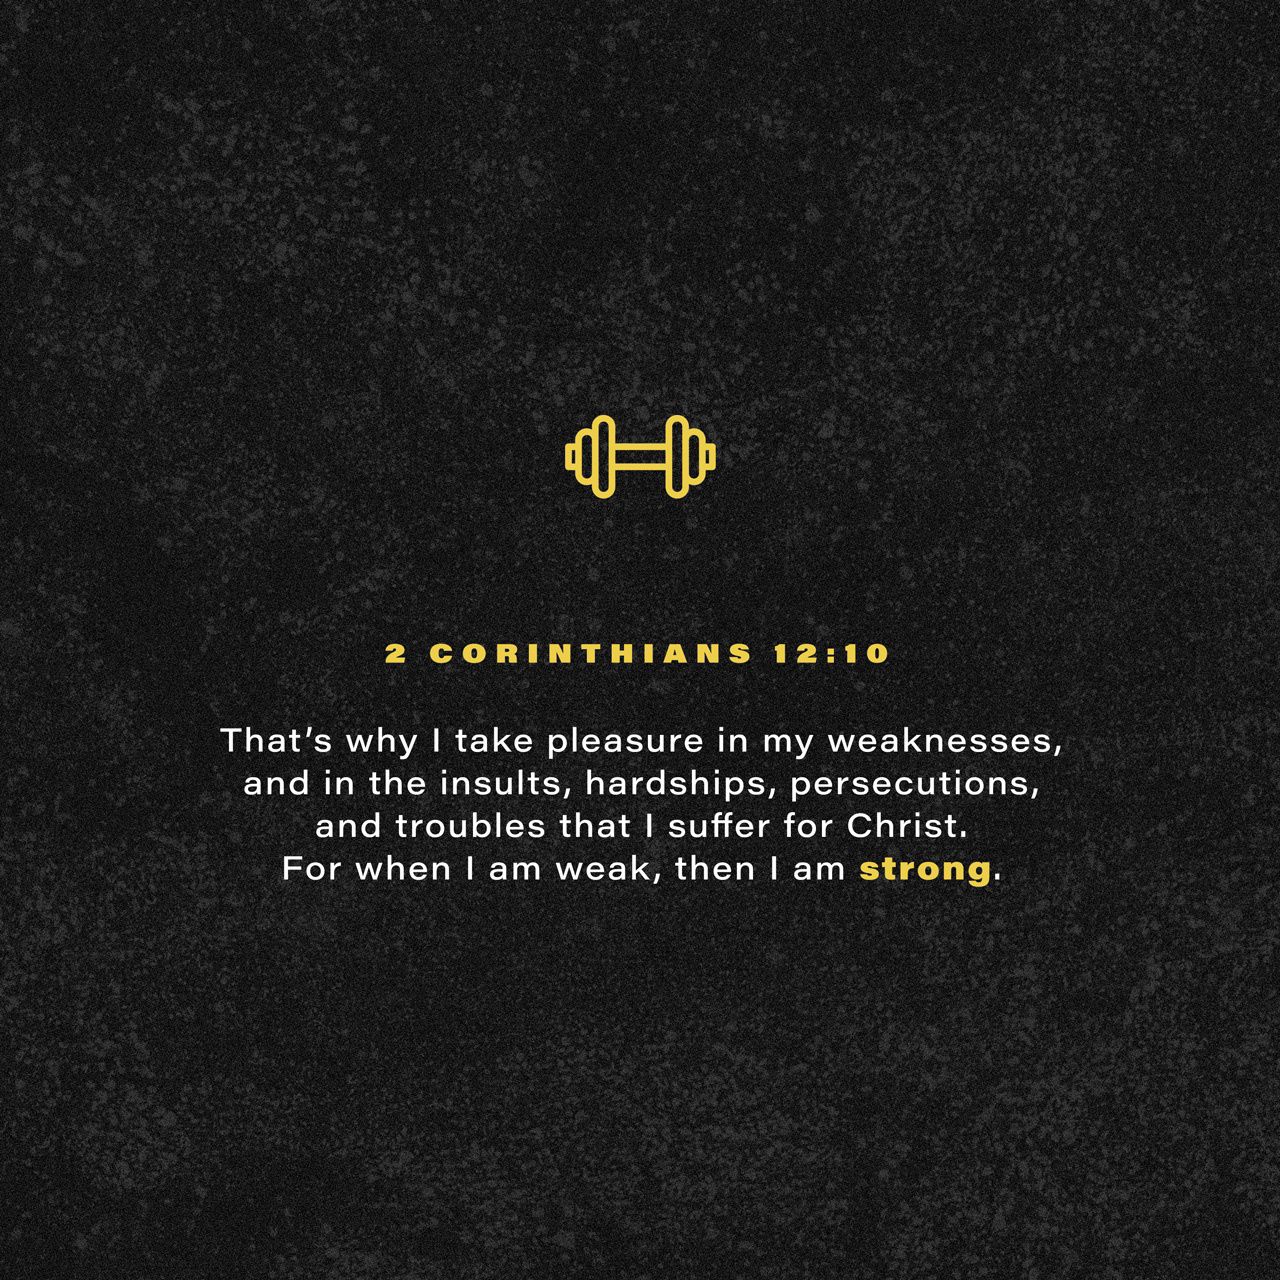 2 CORINTHIANS 12:10
That’s why I take pleasure in my weaknesses,
and in the insults, hardships, persecutions,
and troubles that I suffer for Christ.
For when I am weak, then I am strong.